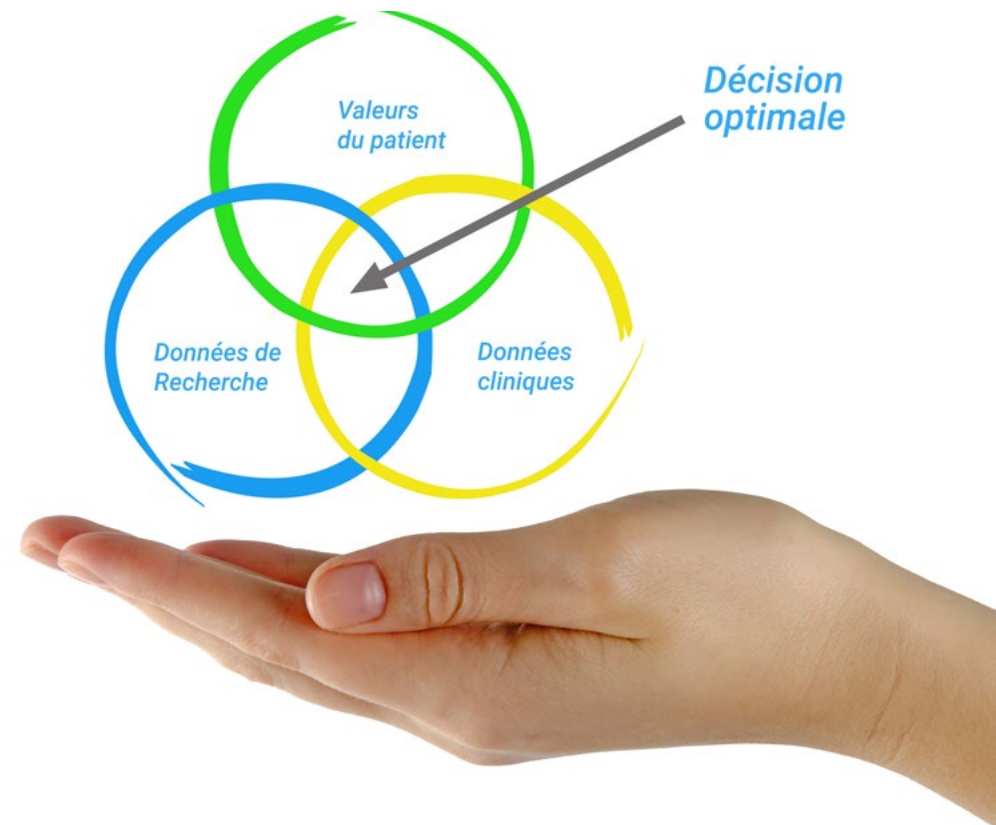 Valeurs
du patient
Décision
optimale
Données de
Recherche
Données
cliniques